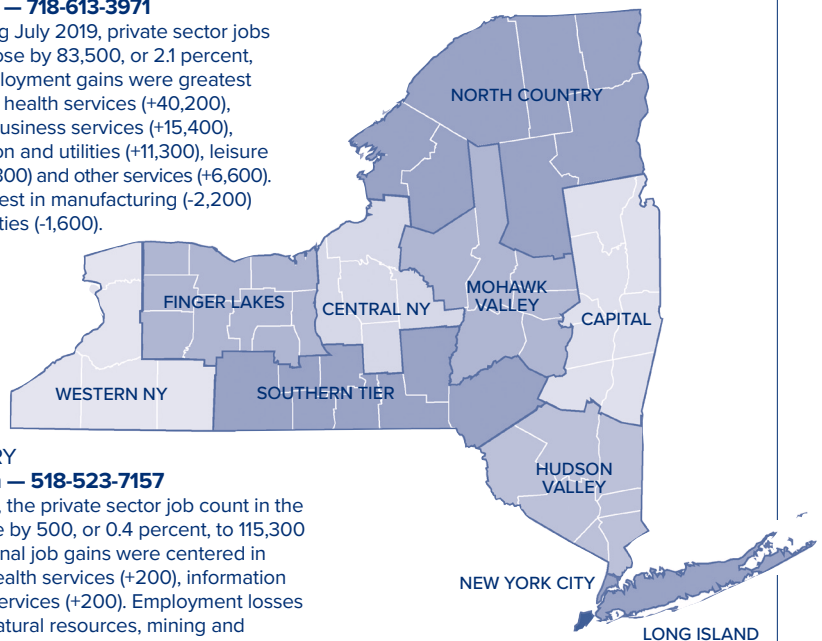 — 718-613-3971
g July 2019, private sector jobs
ose by 83,500, or 2.1 percent,
loyment gains were greatest
health services (+40,200),
usiness services (+15,400),
on and utilities (+11,300), leisure
300) and other services (+6,600).
est in manufacturing (-2,200)
ties (-1,600).
NORTH COUNTRY
FINGER LAKES
CENTRAL NY
MOHAWK
VALLEY
CAPITAL
WESTERN NY
SOUTHERN TIER
HUDSON
VALLEY
NEW YORK CITY
LONG ISLAND
RY
— 518-523-7157
, the private sector job count in the
e by 500, or 0.4 percent, to 115,300
nal job gains were centered in
ealth services (+200), information
ervices (+200). Employment losses
atural resources, mining and